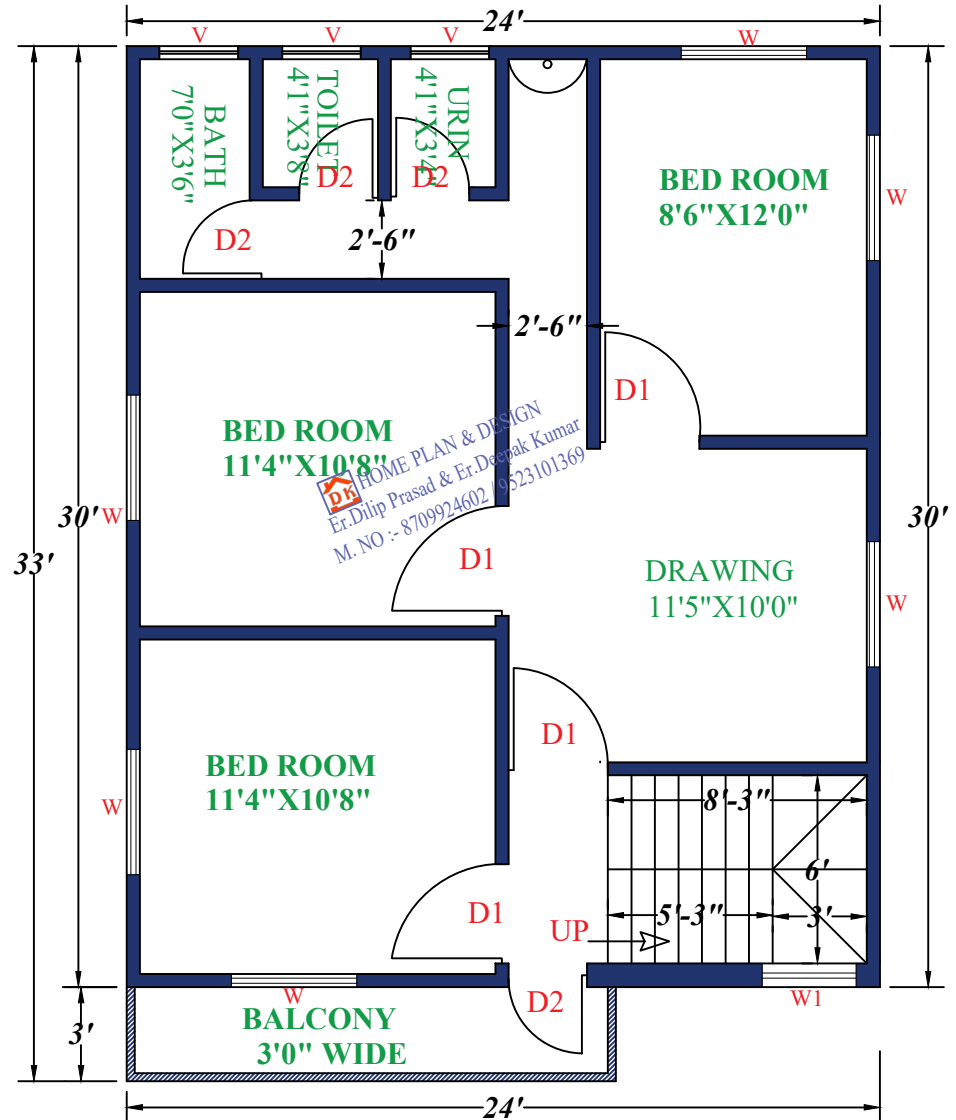 24'
V
V
V
W
BATH
7'0"X3'6"
TOILET
4'1"X3'8"
URIN
4'1"X3'4"
D2
D2
D2
2'-6"
BED ROOM
8'6"X12'0"
W
2'-6"
D1
BED ROOM
11'4"X10'8"
DK
HOME PLAN & DESIGN
Er.Dilip Prasad & Er.Deepak Kumar
M. NO :- 8709924602 / 9523101369
W
30'
33'
30'
D1
DRAWING
11'5"X10'0"
W
D1
BED ROOM
11'4"X10'8"
W
8'-3"
6'
5'-3"
3'
D1
UP
W
D2
W1
BALCONY
3'0" WIDE
3'
24'